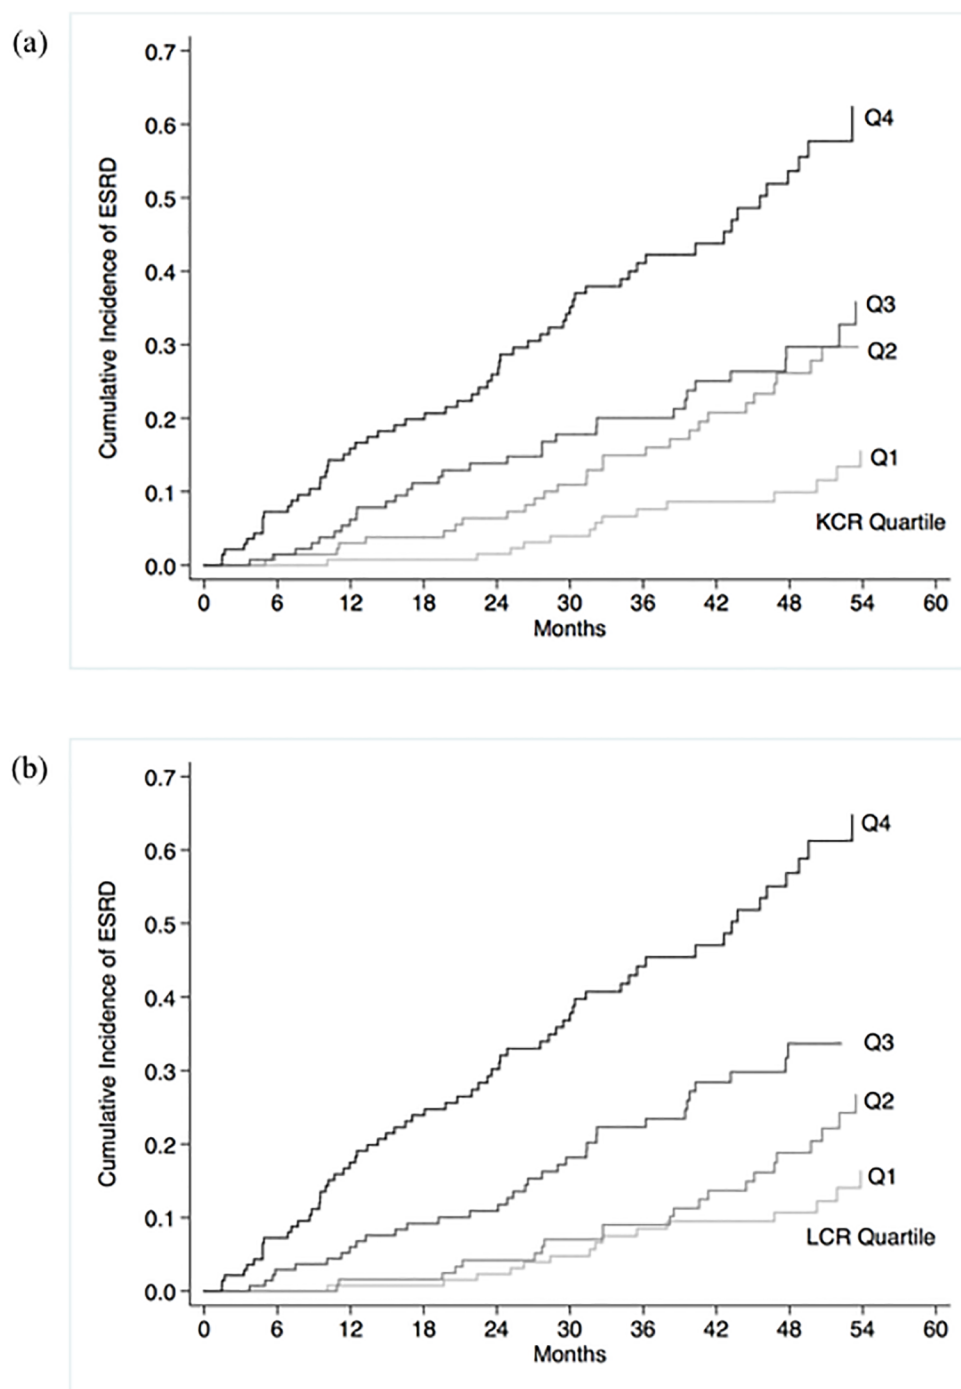 (a)
Cumulative Incidence of ESRD
0.7
0.6
0.5
0.4
0.3
0.2
0.1
0.0
Q4
Q3
Q2
Q1
KCR Quartile
0 6 12 18 24 30 36 42 48 54 60
Months
(b)
Cumulative Incidence of ESRD
0.7
0.6
0.5
0.4
0.3
0.2
0.1
0.0
Q4
Q3
Q2
Q1
LCR Quartile
0 6 12 18 24 30 36 42 48 54 60
Months